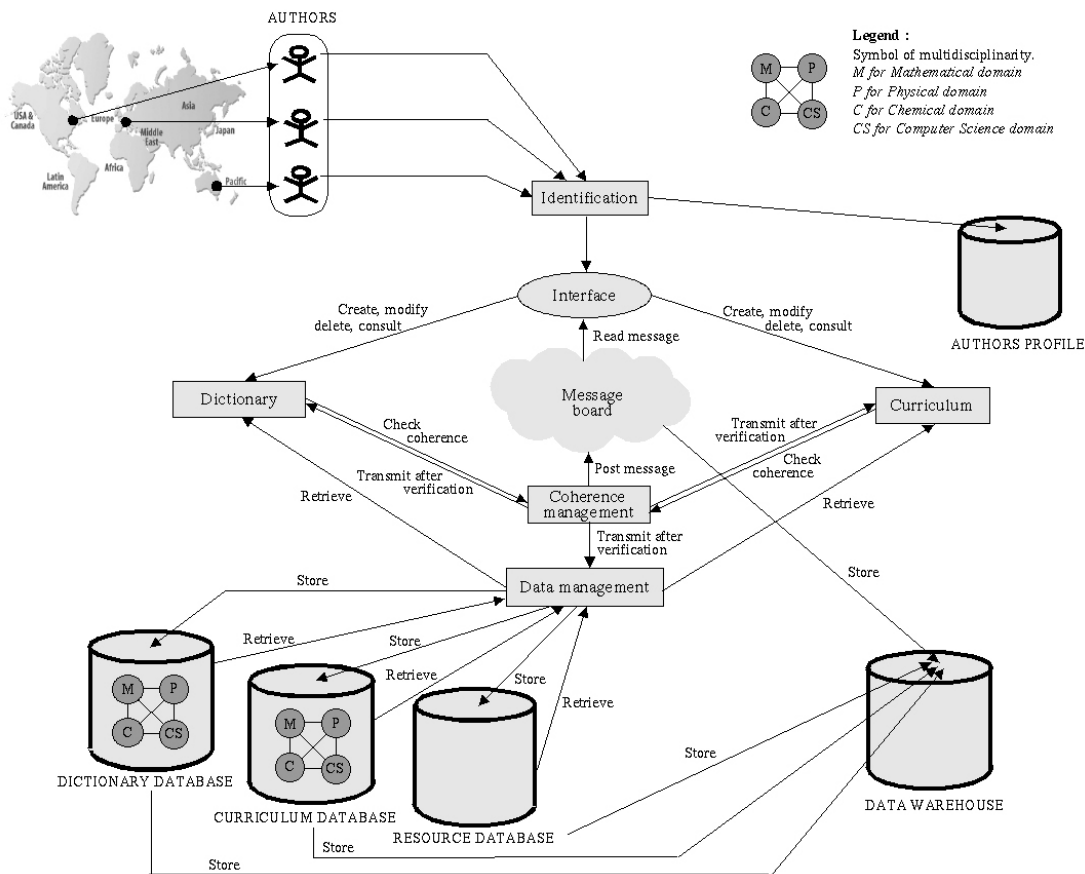 AUTHORS
USA &
Canada
Europe
Asia
Middle
East
Japan
Africa
Latin
America
Pacific
M
P
C
CS
Legend :
Symbol of multidisciplinarity.
M for Mathematical domain
P for Physical domain
C for Chemical domain
CS for Computer Science domain
Identification
Interface
AUTHORS PROFILE
Create, modify
delete, consult
Create, modify
delete, consult
Read message
Dictionary
Message
board
Curriculum
Check
coherence
Transmit after
verification
Transmit after
verification
Check
coherence
Post message
Retrieve
Coherence
management
Retrieve
Transmit after
verification
Data management
Store
Store
Retrieve
Store
Retrieve
Store
Retrieve
M
P
C
CS
M
P
C
CS
Store
DICTIONARY DATABASE
CURRICULUM DATABASE
RESOURCE DATABASE
DATA WAREHOUSE
Store
Store